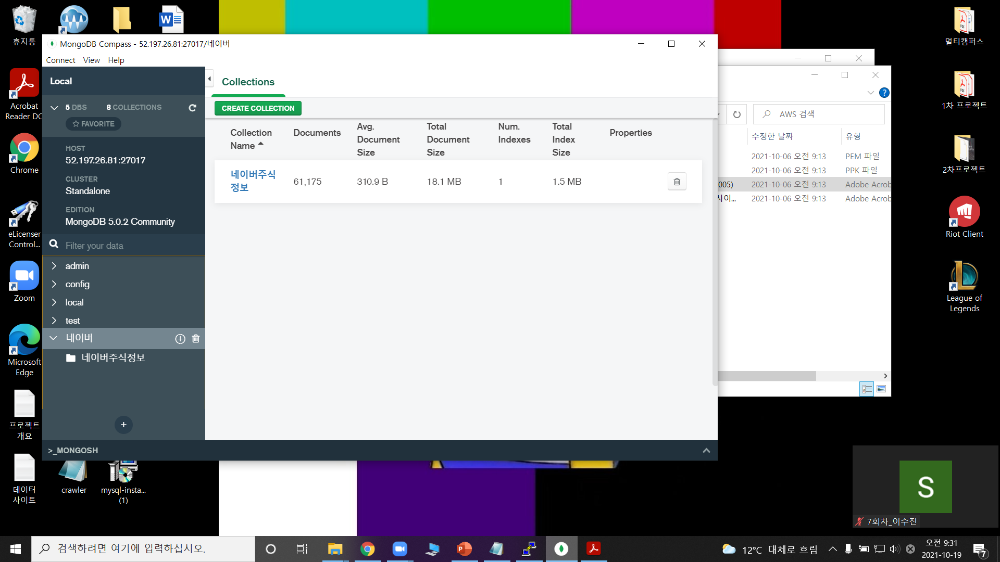 휴지통
MongoDB Compass - 52.197.26.81:27017/네이버
Connect View Help
Local
5 DBS 8 COLLECTIONS
FAVORITE
HOST
52.197.26.81:27017
CLUSTER
Standalone
EDITION
MongoDB 5.0.2 Community
Filter your data
admin
config
local
test
네이버
네이버주식정보
+
>_MONGOSH
Collections
CREATE COLLECTION
Collection Name
Documents
Avg. Document Size
Total Document Size
Num. Indexes
Total Index Size
Properties
네이버주식
정보
61,175
310.9 B
18.1 MB
1
1.5 MB
AWS 검색
수정한 날짜 유형
2021-10-06 오전 9:13 PEM 파일
2021-10-06 오전 9:13 PPK 파일
005) 2021-10-06 오전 9:13 Adobe Acrob
사이... 2021-10-06 오전 9:13 Adobe Acrob
Acrobat
Reader DC
Chrome
eLicenser
Control...
Zoom
Microsoft
Edge
프로젝트
개요
데이터
사이트
crawler
mysql-insta...
(1)
멀티캠퍼스
1차 프로젝트
2차프로젝트
Riot Client
League of
Legends
S
7회차_이수진
검색하려면 여기에 입력하십시오.
12°C 대체로 흐림
오전 9:31
2021-10-19
7